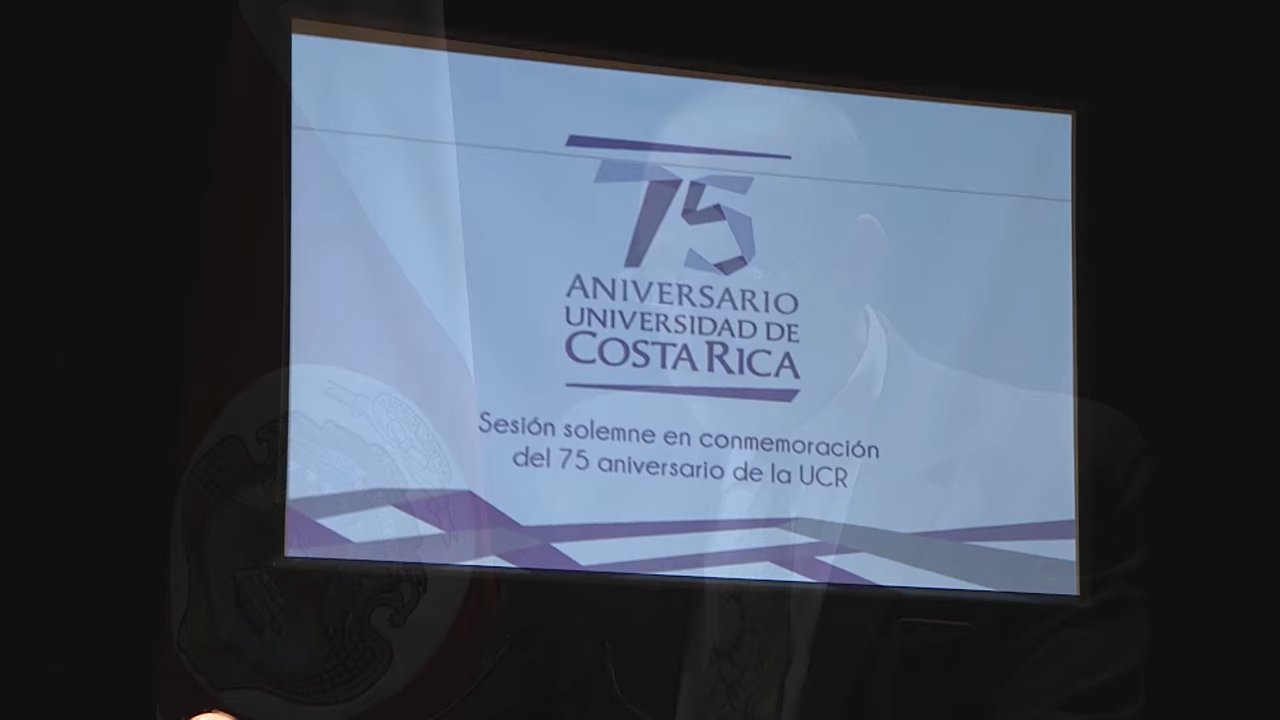 75
ANIVERSARIO
UNIVERSIDAD DE
COSTA RICA
Sesión solemne en conmemoración
del 75 aniversario de la UCR